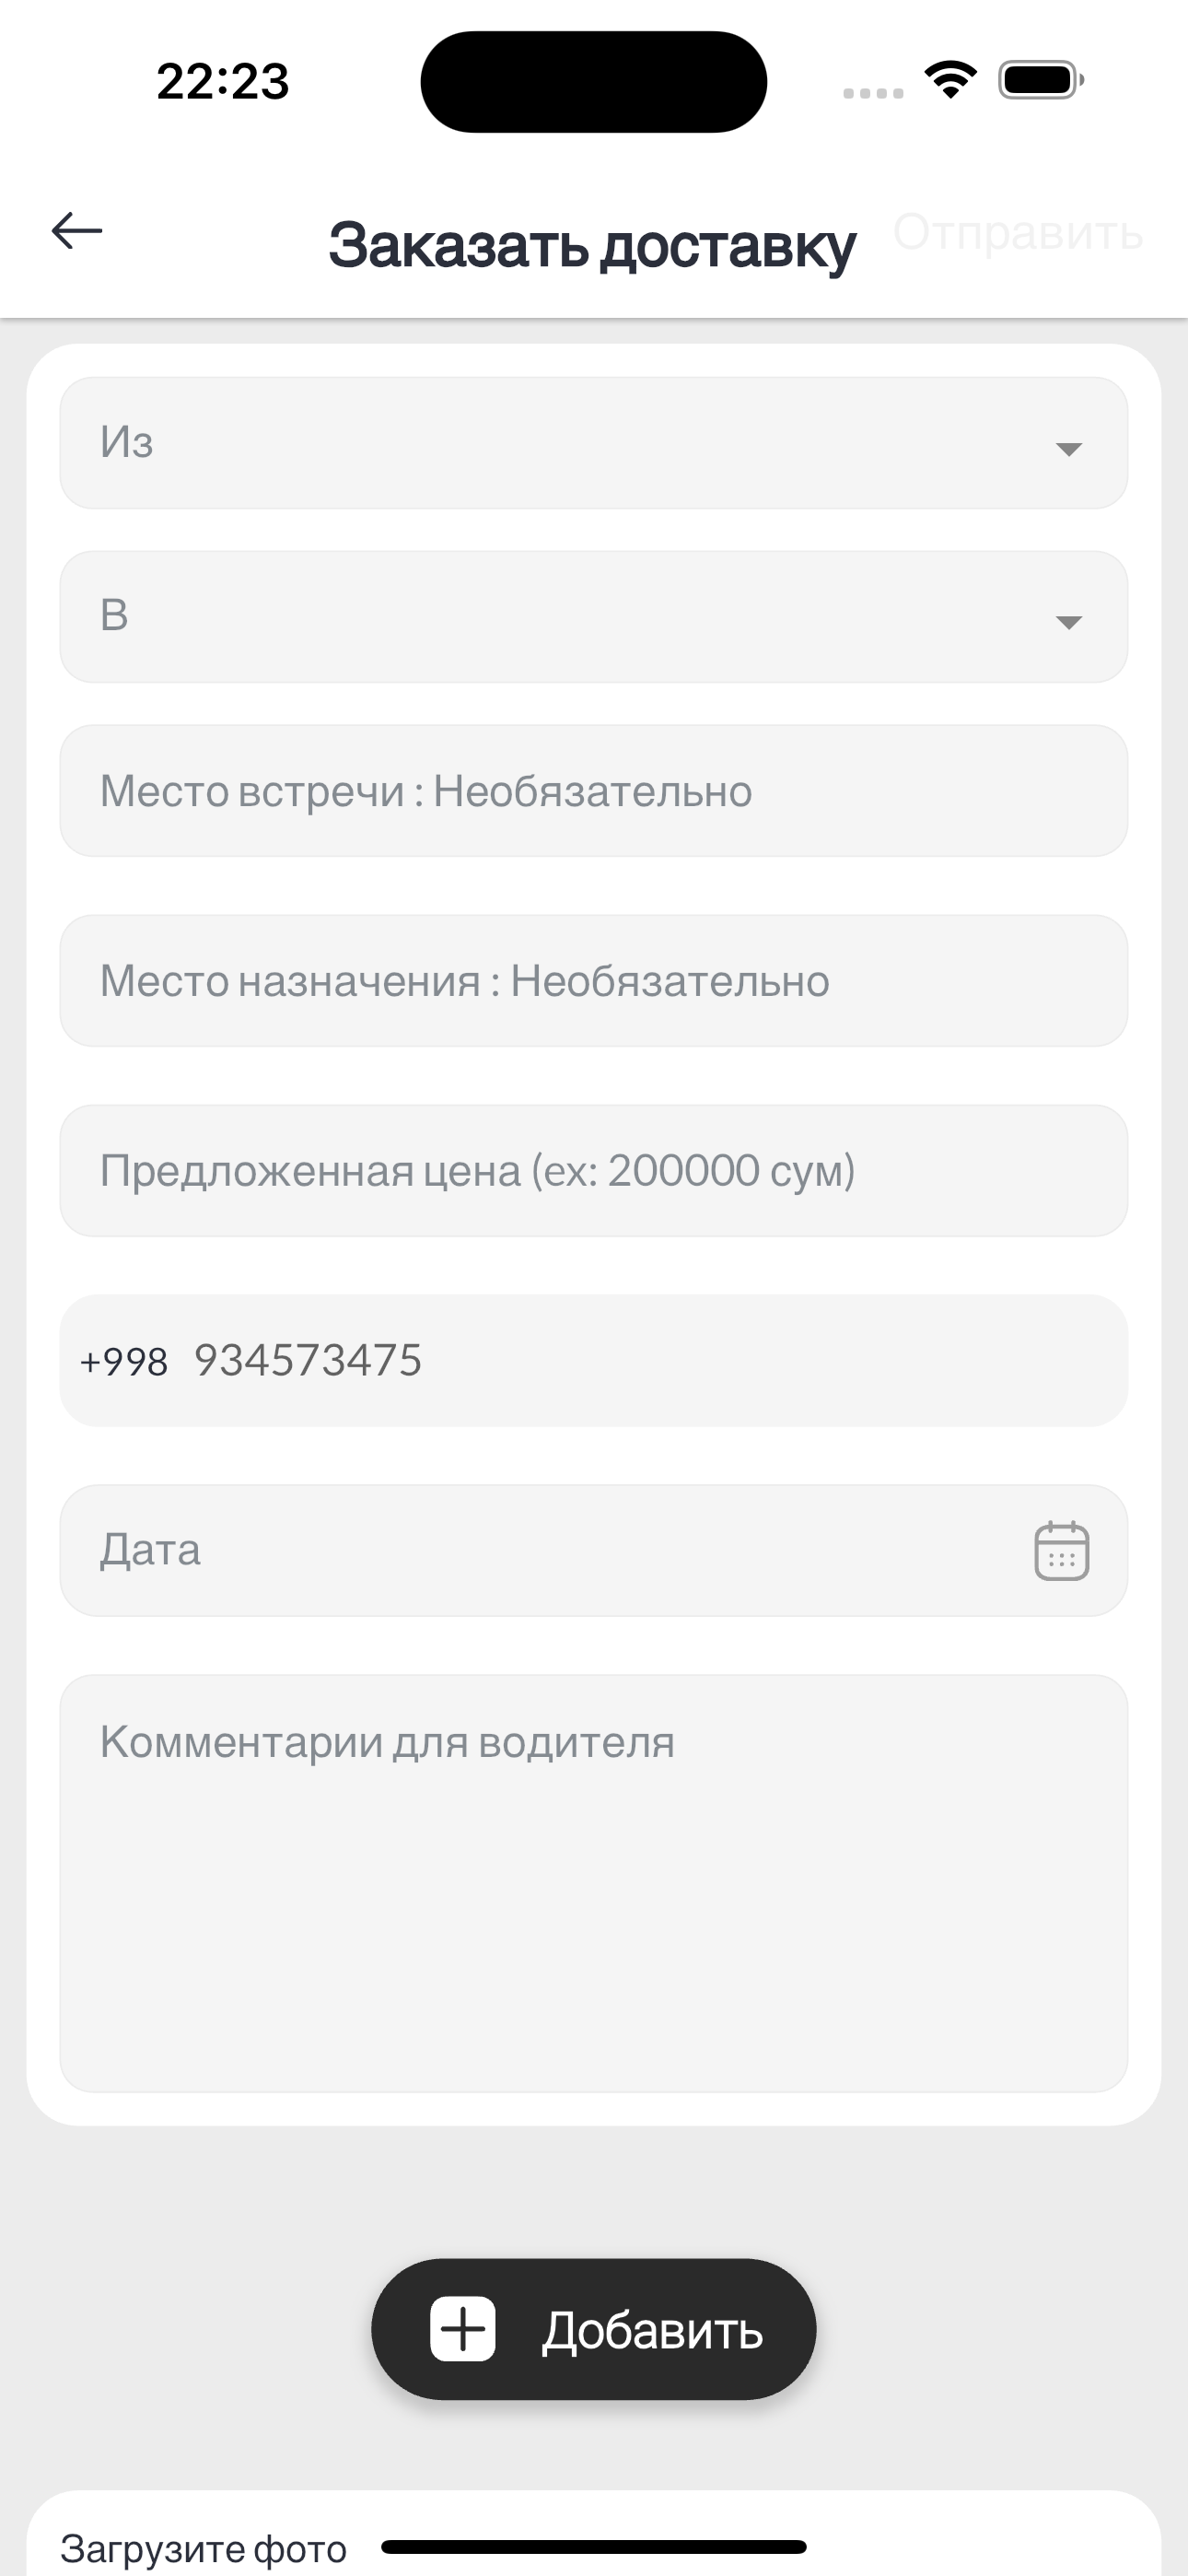 22:23
Заказать доставку
Отправить
Из
В
Место встречи : Необязательно
Место назначения : Необязательно
Предложенная цена (ex: 200000 сум)
+998 934573475
Дата
Комментарии для водителя
Добавить
Загрузите фото